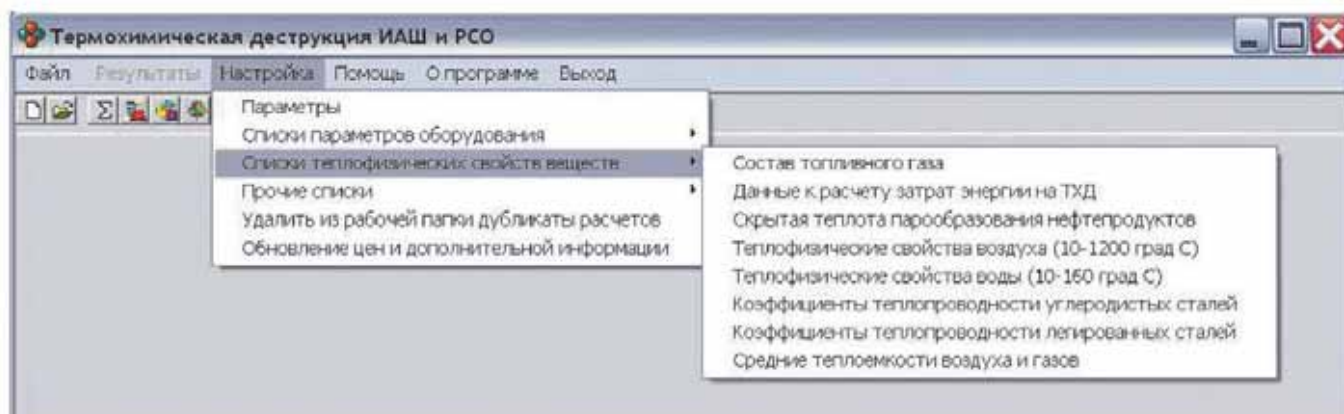 Термохимическая деструкция ИАШ и РСО
Файл Результаты Настройка Помощь О программе Выход
Параметры
Списки параметров оборудования
Списки теплофизических свойств веществ
Прочие списки
Удалить из рабочей папки дубликаты расчетов
Обновление цен и дополнительной информации
Состав топливного газа
Данные к расчету затрат энергии на ТХД
Скрытая теплота парообразования нефтепродуктов
Теплофизические свойства воздуха (10-1200 град С)
Теплофизические свойства воды (10-160 град С)
Коэффициенты теплопроводности углеродистых сталей
Коэффициенты теплопроводности легированных сталей
Средние теплоемкости воздуха и газов